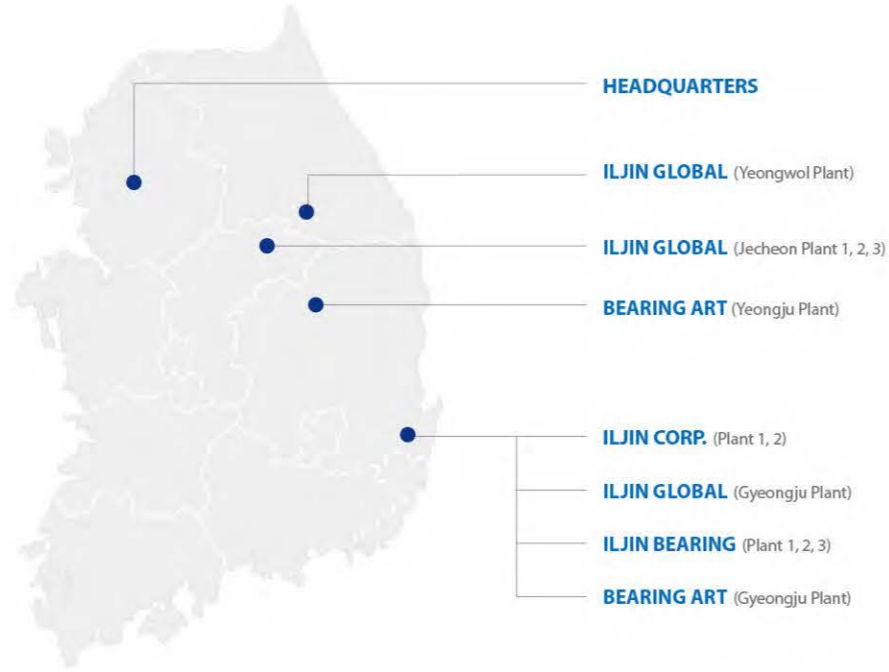 HEADQUARTERS
ILJIN GLOBAL (Yeongwol Plant)
ILJIN GLOBAL (Jecheon Plant 1, 2, 3)
BEARING ART (Yeongju Plant)
ILJIN CORP. (Plant 1, 2)
ILJIN GLOBAL (Gyeongju Plant)
ILJIN BEARING (Plant 1, 2, 3)
BEARING ART (Gyeongju Plant)